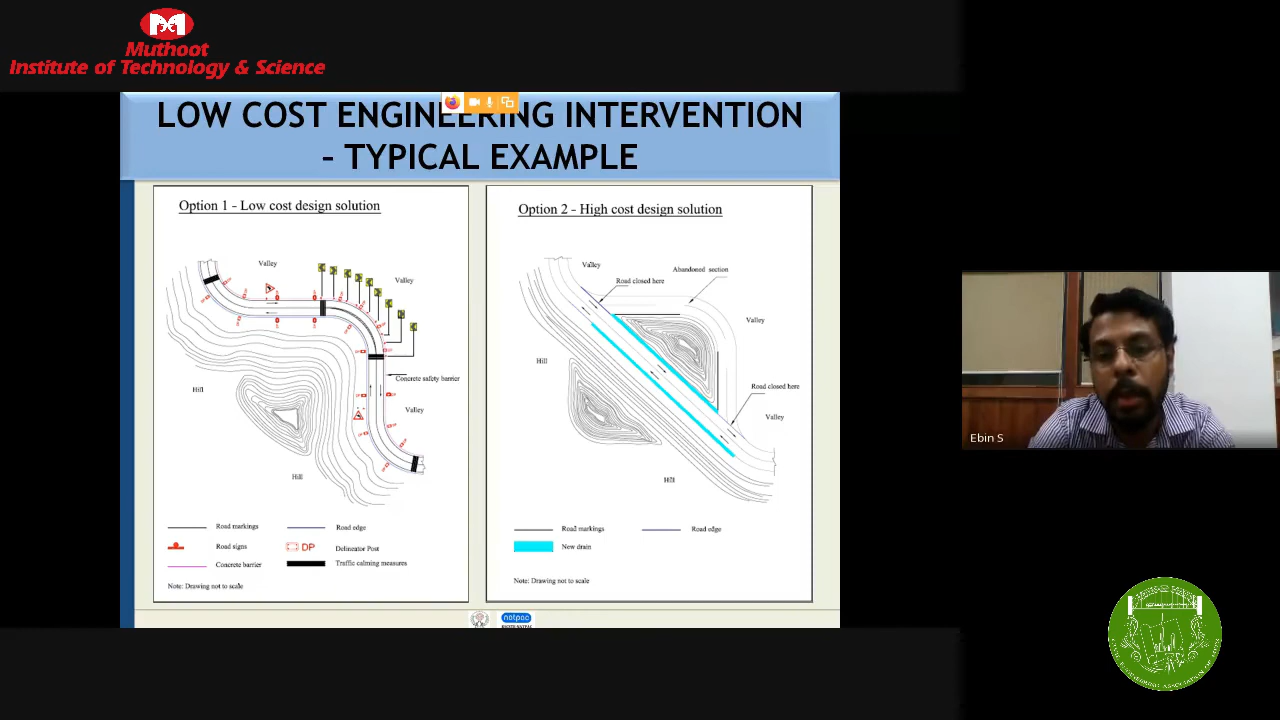 Muthoot
Institute of Technology & Science
LOW COST ENGINEERING INTERVENTION
– TYPICAL EXAMPLE
Option 1 - Low cost design solution
Valley
Valley
Concrete safety barrier
Hill
Valley
Hill
Road markings
Road edge
Road signs
DP
Delineator Post
Concrete barrier
Traffic calming measures
Note: Drawing not to scale
Option 2 - High cost design solution
Valley
Abandoned section
Road closed here
Valley
Hill
Road closed here
Valley
Hill
Road markings
Road edge
New drain
Note: Drawing not to scale
natpac
Ebin S